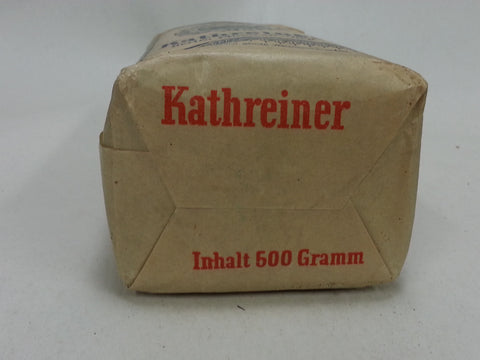 Kathreiner
Inhalt 500 Gramm